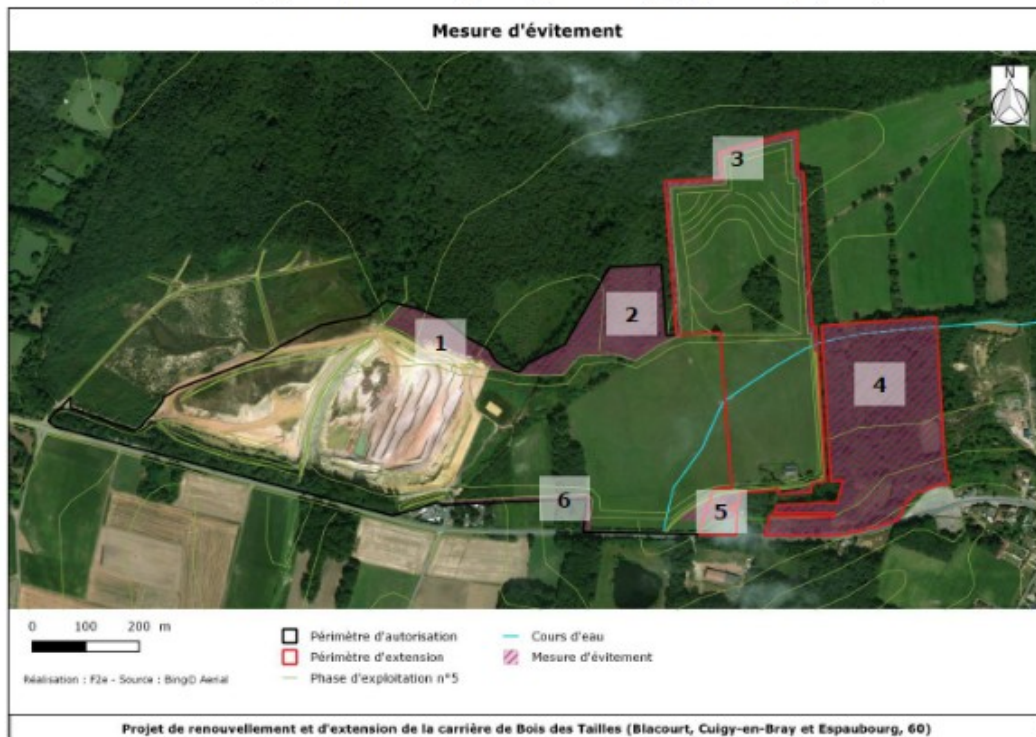 Mesure d'évitement
N
3
2
1
4
6
5
0 100 200 m
Périmètre d'autorisation
Périmètre d'extension
Phase d'exploitation n°5
Cours d'eau
Mesure d'évitement
Réalisation : F2e - Source : Bing© Aerial
Projet de renouvellement et d'extension de la carrière de Bois des Tailles (Blacourt, Cuigy-en-Bray et Espaubourg, 60)